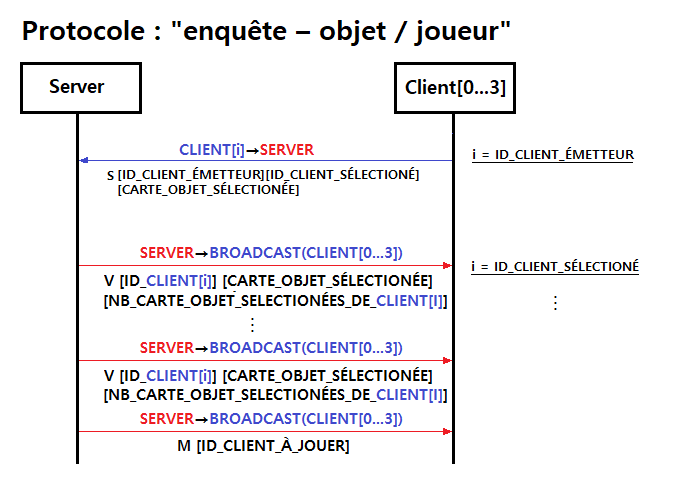 Protocole : "enquête – objet / joueur"
Server
Client[0...3]
CLIENT[i]→SERVER
i = ID_CLIENT_ÉMETTEUR
S [ID_CLIENT_ÉMETTEUR][ID_CLIENT_SÉLECTIONÉ]
[CARTE_OBJET_SÉLECTIONÉE]
SERVER→BROADCAST(CLIENT[0...3])
i = ID_CLIENT_SÉLECTIONÉ
V [ID_CLIENT[i]] [CARTE_OBJET_SÉLECTIONÉE]
[NB_CARTE_OBJET_SELECTIONÉES_DE_CLIENT[I]]
⋮
⋮
SERVER→BROADCAST(CLIENT[0...3])
V [ID_CLIENT[i]] [CARTE_OBJET_SÉLECTIONÉE]
[NB_CARTE_OBJET_SELECTIONÉES_DE_CLIENT[I]]
SERVER→BROADCAST(CLIENT[0...3])
M [ID_CLIENT_À_JOUER]